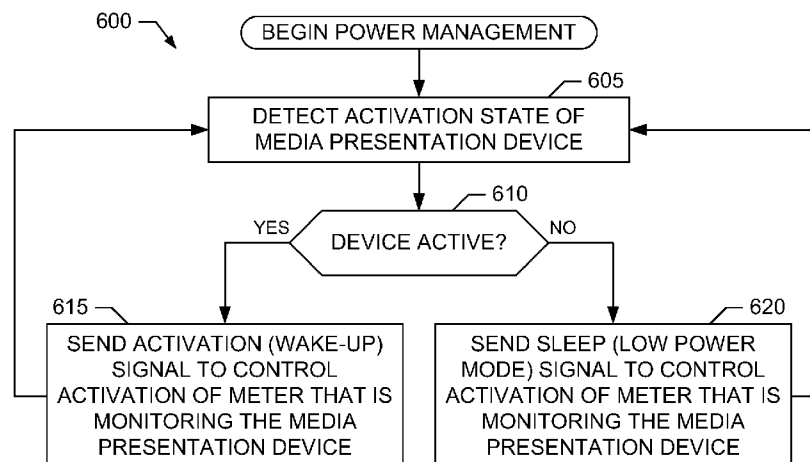 600
BEGIN POWER MANAGEMENT
605
DETECT ACTIVATION STATE OF
MEDIA PRESENTATION DEVICE
610
YES
DEVICE ACTIVE?
NO
615
SEND ACTIVATION (WAKE-UP)
SIGNAL TO CONTROL
ACTIVATION OF METER THAT IS
MONITORING THE MEDIA
PRESENTATION DEVICE
620
SEND SLEEP (LOW POWER
MODE) SIGNAL TO CONTROL
ACTIVATION OF METER THAT IS
MONITORING THE MEDIA
PRESENTATION DEVICE